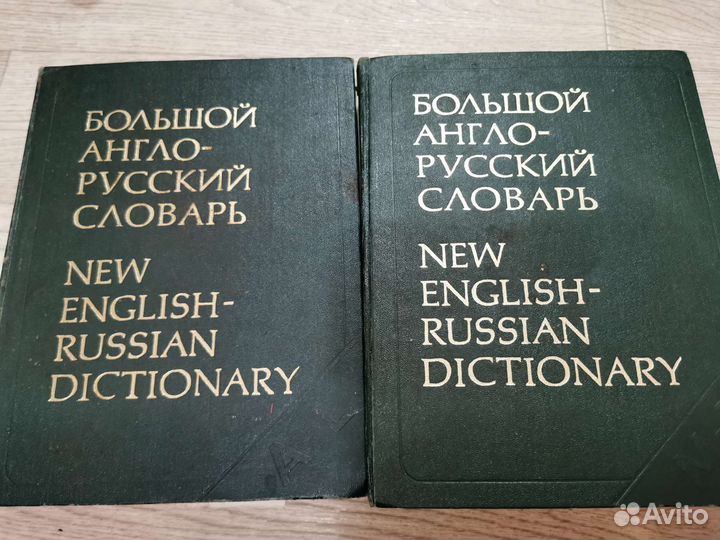 БОЛЬШОЙ
АНГЛО-
РУССКИЙ
СЛОВАРЬ
NEW
ENGLISH-
RUSSIAN
DICTIONARY
БОЛЬШОЙ
АНГЛО-
РУССКИЙ
СЛОВАРЬ
NEW
ENGLISH-
RUSSIAN
DICTIONARY
Avito